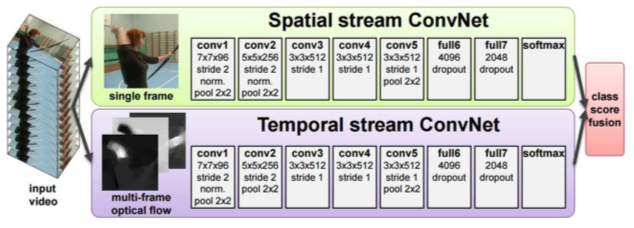 Spatial stream ConvNet
conv1
7x7x96
stride 2
norm.
pool 2x2
conv2
5x5x256
stride 2
norm.
pool 2x2
conv3
3x3x512
stride 1
conv4
3x3x512
stride 1
conv5
3x3x512
stride 1
pool 2x2
full6
4096
dropout
full7
2048
dropout
softmax
single frame
Temporal stream ConvNet
conv1
7x7x96
stride 2
norm.
pool 2x2
conv2
5x5x256
stride 2
pool 2x2
conv3
3x3x512
stride 1
conv4
3x3x512
stride 1
conv5
3x3x512
stride 1
pool 2x2
full6
4096
dropout
full7
2048
dropout
softmax
multi-frame
optical flow
input
video
class
score
fusion